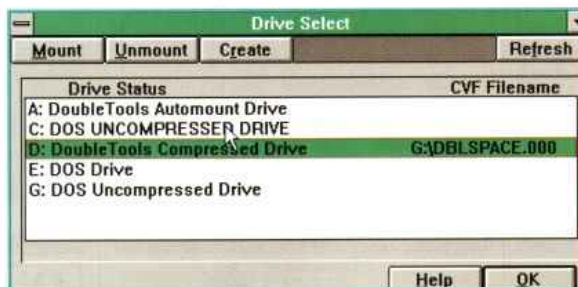 Drive Select
Mount Unmount Create Refresh
Drive Status CVF Filename
A: DoubleTools Automount Drive
C: DOS UNCOMPRESSED DRIVE
D: DoubleTools Compressed Drive G:\DBLSPACE.000
E: DOS Drive
G: DOS Uncompressed Drive
Help OK